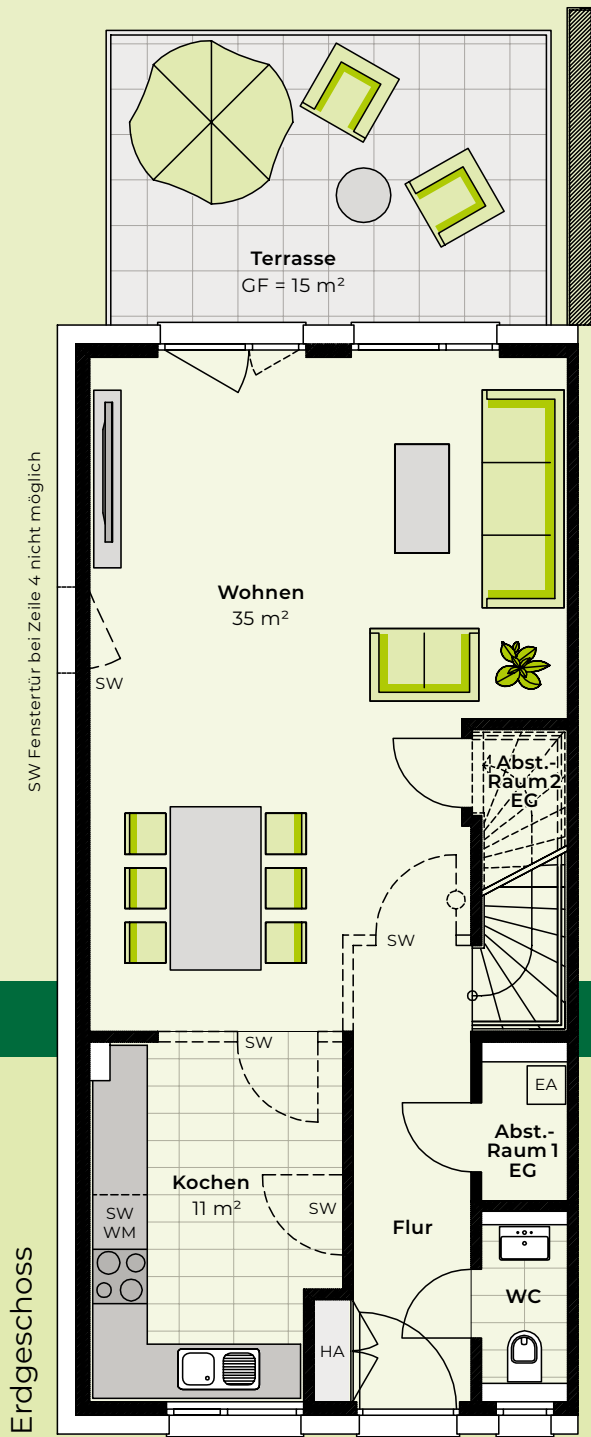 Terrasse
GF = 15 m²
SW Fenstertür bei Zeile 4 nicht möglich
Wohnen
35 m²
SW
Abst.-
Raum 2
EG
SW
SW
EA
Abst.-
Raum 1
EG
Kochen
11 m²
SW
SW
WM
Flur
WC
HA
Erdgeschoss